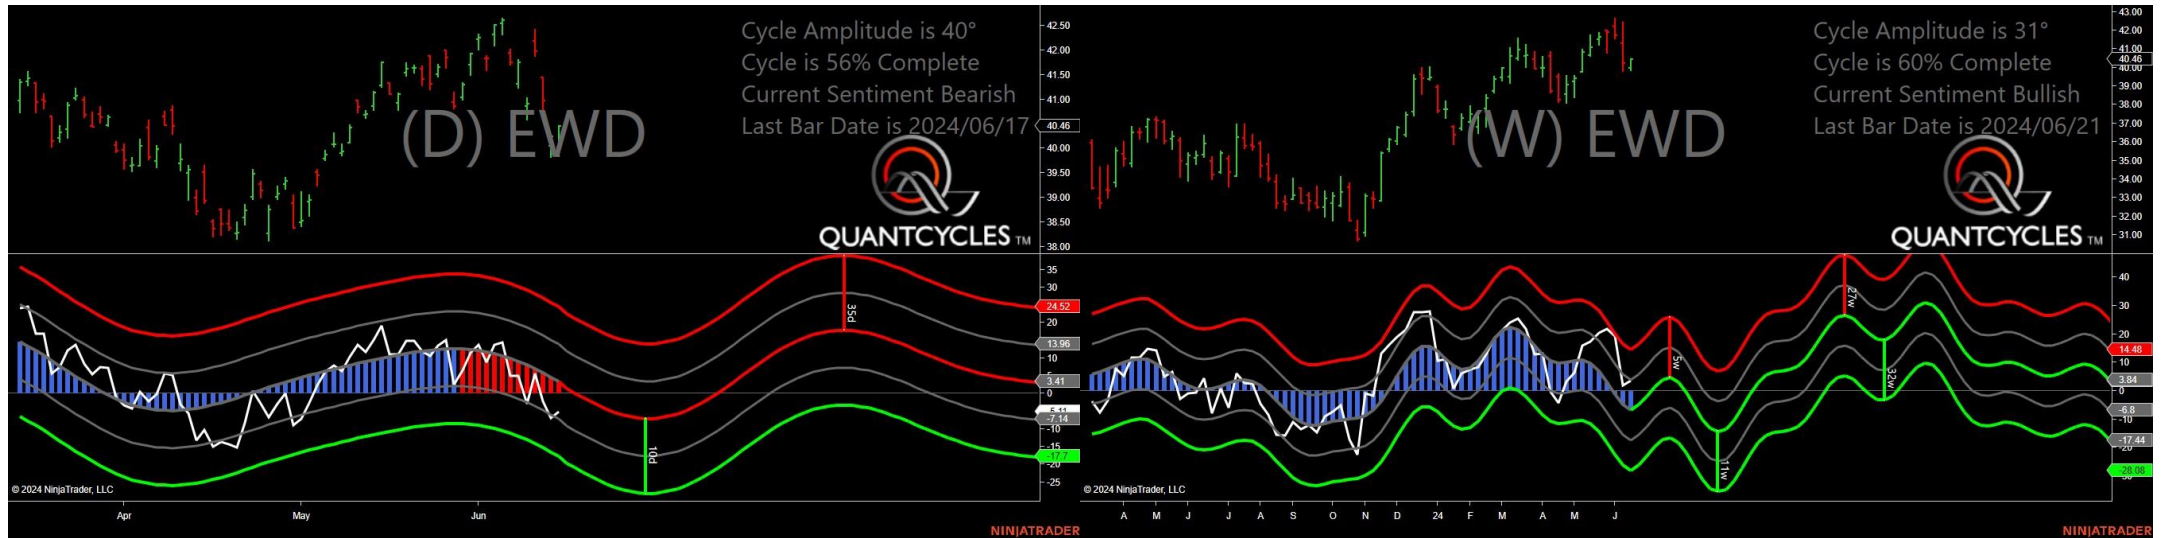 Cycle Amplitude is 40°
Cycle is 56% Complete
Current Sentiment Bearish
Last Bar Date is 2024/06/17
(D) EWD
QUANTCYCLES TM
42.50
42.00
41.50
41.00
40.46
40.00
39.50
39.00
38.50
38.00
35
30
24.52
20
13.96
10
5
3.41
0
-7.14
-10
-15
-17.7
-20
-25
35d
10d
© 2024 NinjaTrader, LLC
Apr May Jun
NINJATRADER
Cycle Amplitude is 31°
Cycle is 60% Complete
Current Sentiment Bullish
Last Bar Date is 2024/06/21
(W) EWD
QUANTCYCLES TM
43.00
42.00
41.00
40.46
40.00
39.00
38.00
37.00
36.00
35.00
34.00
33.00
32.00
31.00
40
30
20
14.48
10
3.84
0
-6.8
-10
-17.44
-28.08
5w
11w
27w
32w
© 2024 NinjaTrader, LLC
A M J J A S O N D 24 F M A M J
NINJATRADER